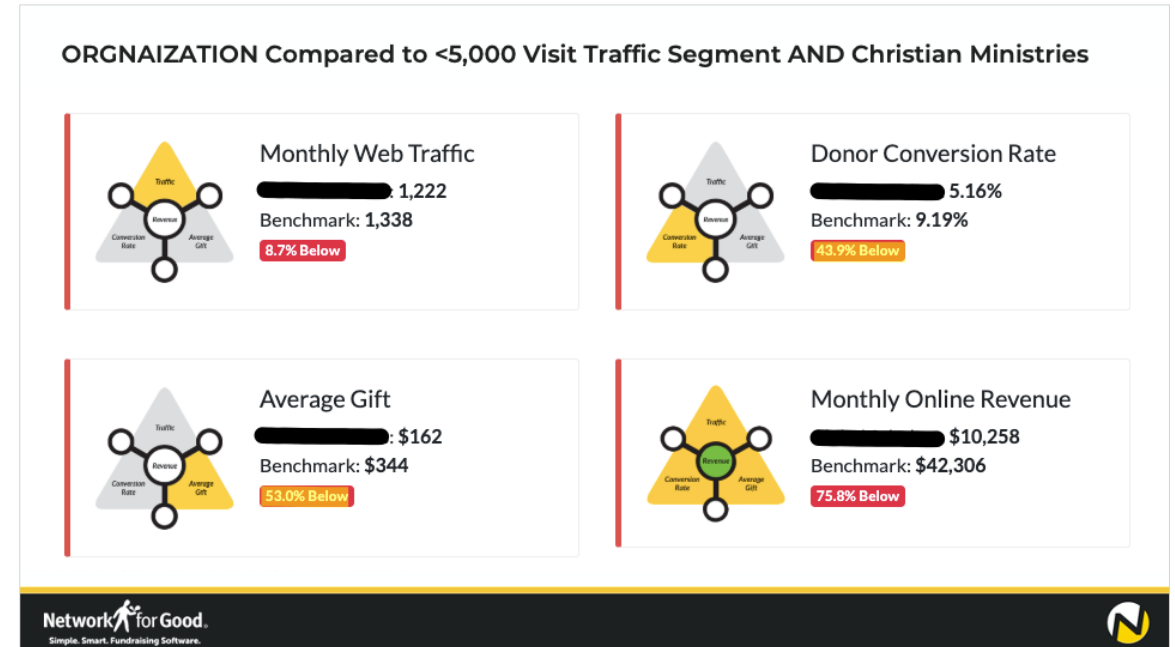 ORGNAIZATION Compared to <5,000 Visit Traffic Segment AND Christian Ministries
Traffic
Revenue
Conversion
Rate
Average
Gift
Monthly Web Traffic
: 1,222
Benchmark: 1,338
8.7% Below
Traffic
Revenue
Conversion
Rate
Average
Gift
Donor Conversion Rate
5.16%
Benchmark: 9.19%
43.9% Below
Traffic
Revenue
Conversion
Rate
Average
Gift
Average Gift
: $162
Benchmark: $344
53.0% Below
Traffic
Revenue
Conversion
Rate
Average
Gift
Monthly Online Revenue
$10,258
Benchmark: $42,306
75.8% Below
Network for Good.
Simple. Smart. Fundraising Software.
N